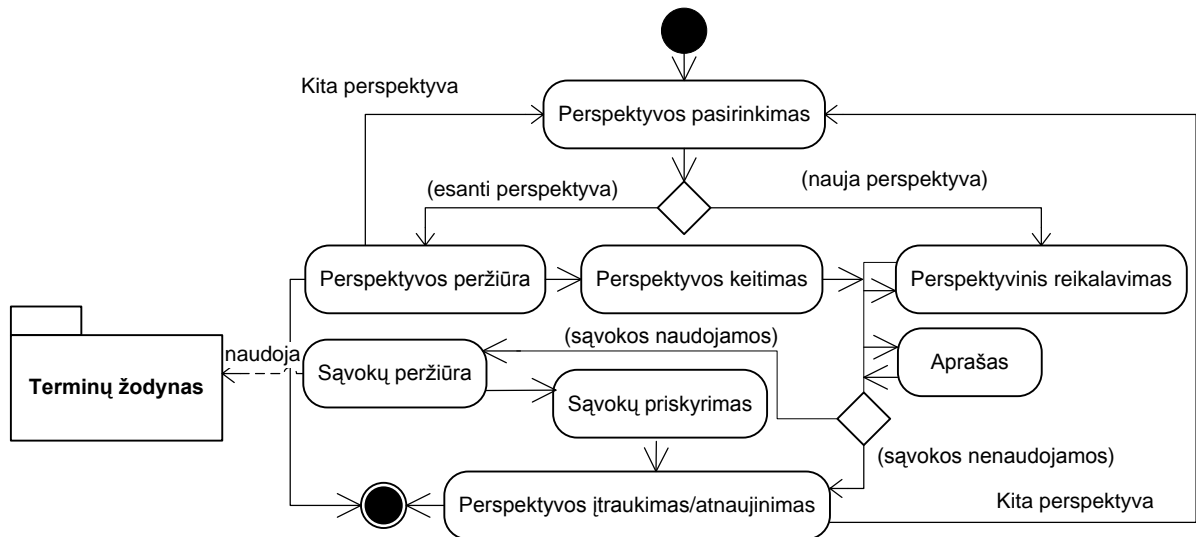 Kita perspektyva
Perspektyvos pasirinkimas
(esanti perspektyva)
(nauja perspektyva)
Perspektyvos peržiūra
Perspektyvos keitimas
Perspektyvinis reikalavimas
(sąvokos naudojamos)
naudoja
Terminų žodynas
Sąvokų peržiūra
Aprašas
Sąvokų priskyrimas
(sąvokos nenaudojamos)
Perspektyvos įtraukimas/atnaujinimas
Kita perspektyva